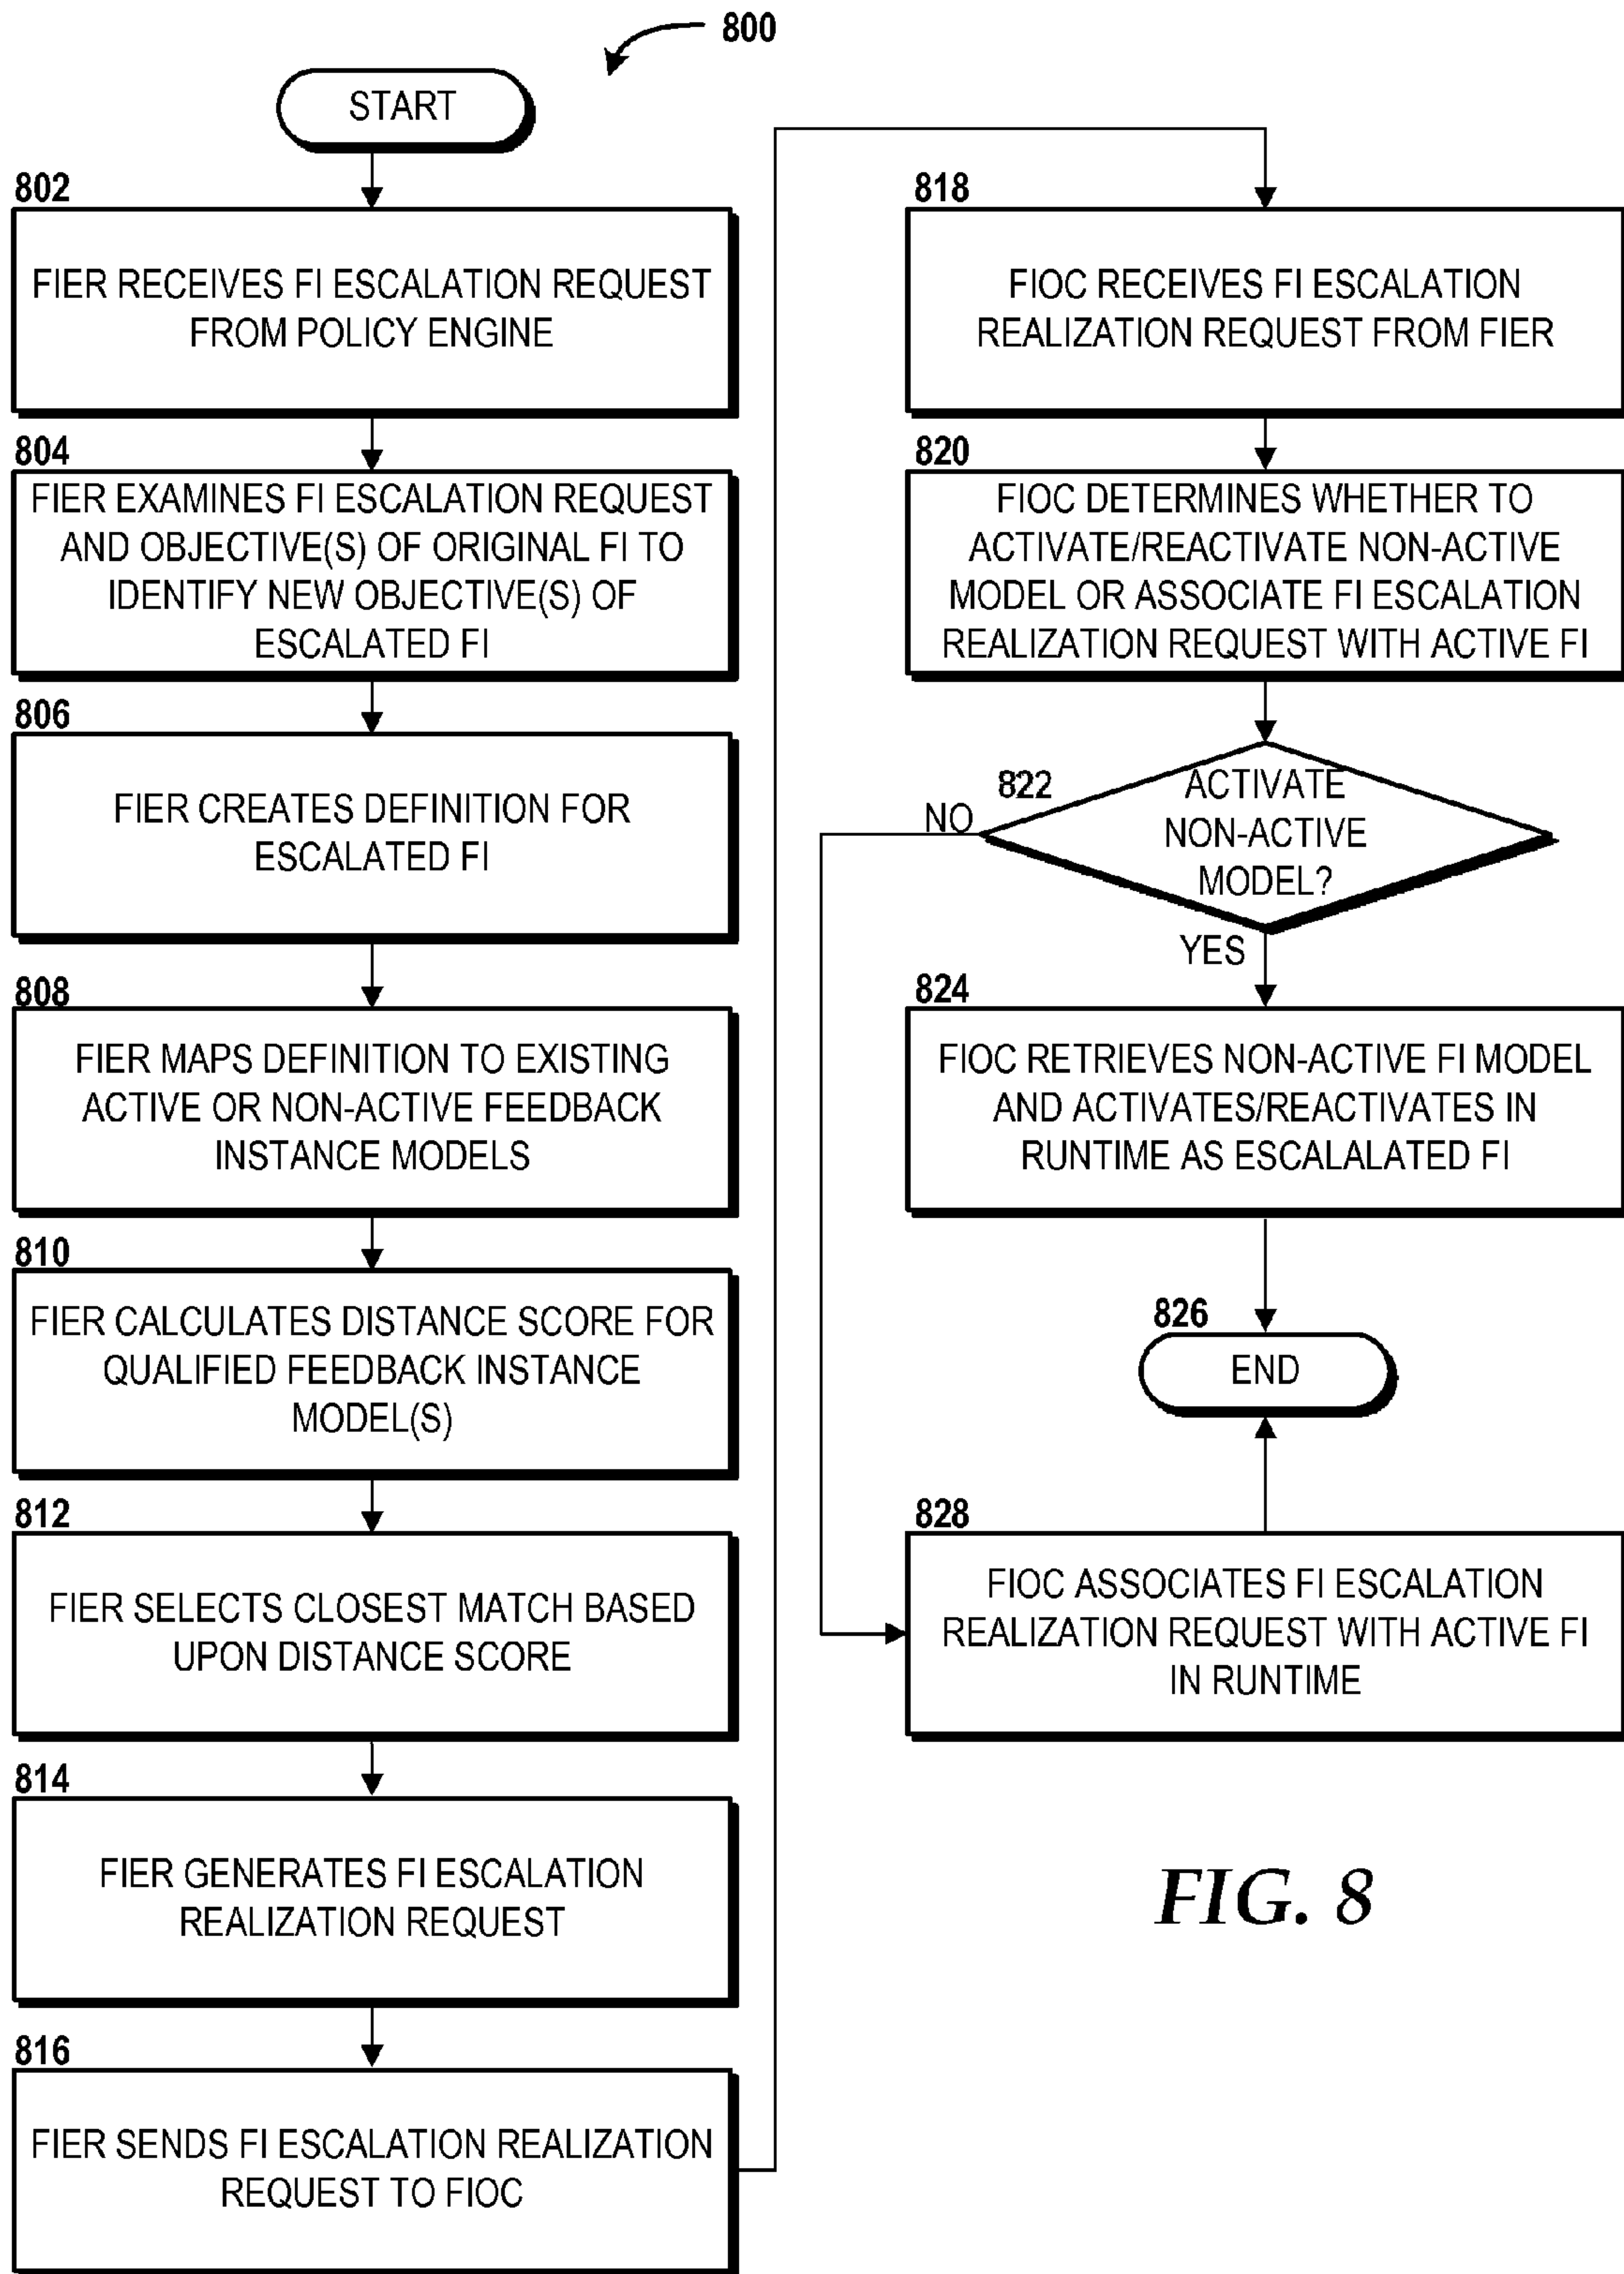 800
START
802
FIER RECEIVES FI ESCALATION REQUEST
FROM POLICY ENGINE
804
FIER EXAMINES FI ESCALATION REQUEST
AND OBJECTIVE(S) OF ORIGINAL FI TO
IDENTIFY NEW OBJECTIVE(S) OF
ESCALATED FI
806
FIER CREATES DEFINITION FOR
ESCALATED FI
808
FIER MAPS DEFINITION TO EXISTING
ACTIVE OR NON-ACTIVE FEEDBACK
INSTANCE MODELS
810
FIER CALCULATES DISTANCE SCORE FOR
QUALIFIED FEEDBACK INSTANCE
MODEL(S)
812
FIER SELECTS CLOSEST MATCH BASED
UPON DISTANCE SCORE
814
FIER GENERATES FI ESCALATION
REALIZATION REQUEST
816
FIER SENDS FI ESCALATION REALIZATION
REQUEST TO FIOC
818
FIOC RECEIVES FI ESCALATION
REALIZATION REQUEST FROM FIER
820
FIOC DETERMINES WHETHER TO
ACTIVATE/REACTIVATE NON-ACTIVE
MODEL OR ASSOCIATE FI ESCALATION
REALIZATION REQUEST WITH ACTIVE FI
822
ACTIVATE
NON-ACTIVE
MODEL?
NO
YES
824
FIOC RETRIEVES NON-ACTIVE FI MODEL
AND ACTIVATES/REACTIVATES IN
RUNTIME AS ESCALALATED FI
826
END
828
FIOC ASSOCIATES FI ESCALATION
REALIZATION REQUEST WITH ACTIVE FI
IN RUNTIME
FIG. 8